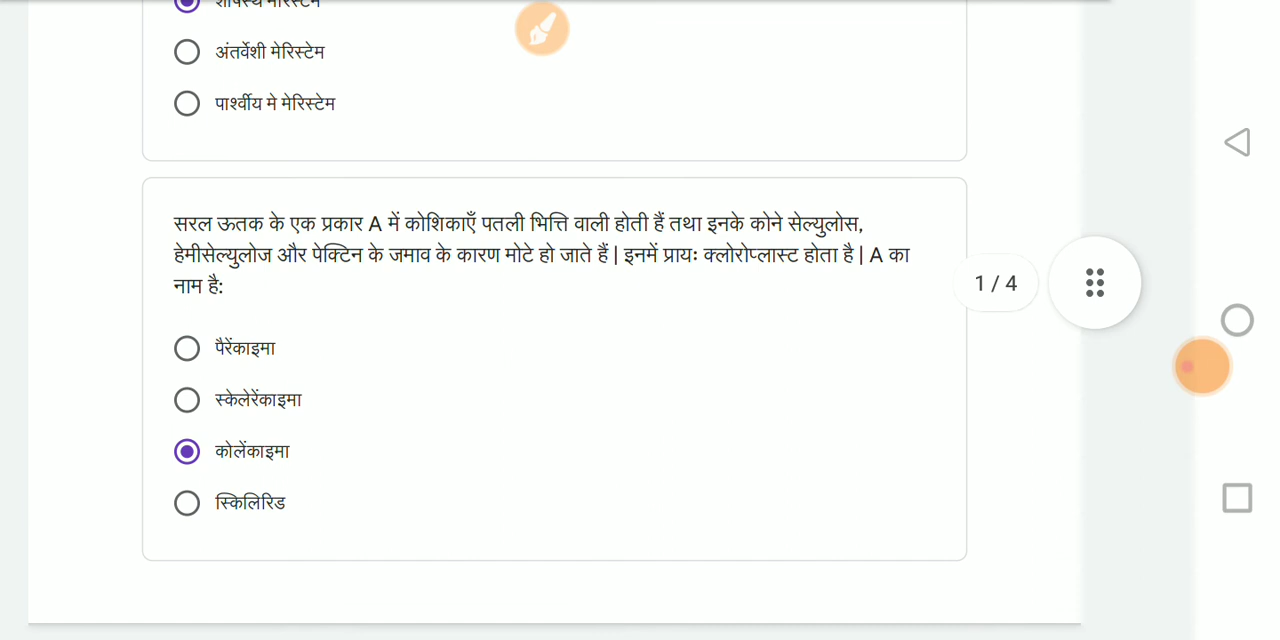 अंतर्वेशी मेरिस्टेम
पार्श्वीय मे मेरिस्टेम
सरल ऊतक के एक प्रकार A में कोशिकाएँ पतली भित्ति वाली होती हैं तथा इनके कोने सेल्युलोस,
हेमीसेल्युलोज और पेक्टिन के जमाव के कारण मोटे हो जाते हैं | इनमें प्रायः क्लोरोप्लास्ट होता है | A का
नाम है:
1 / 4
पैरेंकाइमा
स्केलेरेंकाइमा
कोलेंकाइमा
स्किलिरिड